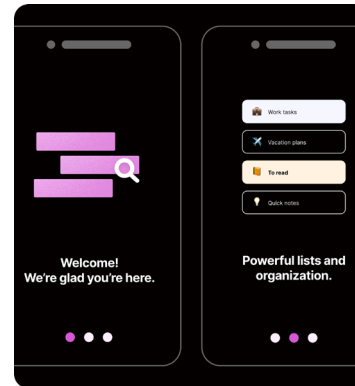 Welcome!
We're glad you're here.
Work tasks
Vacation plans
To read
Quick notes
Powerful lists and
organization.